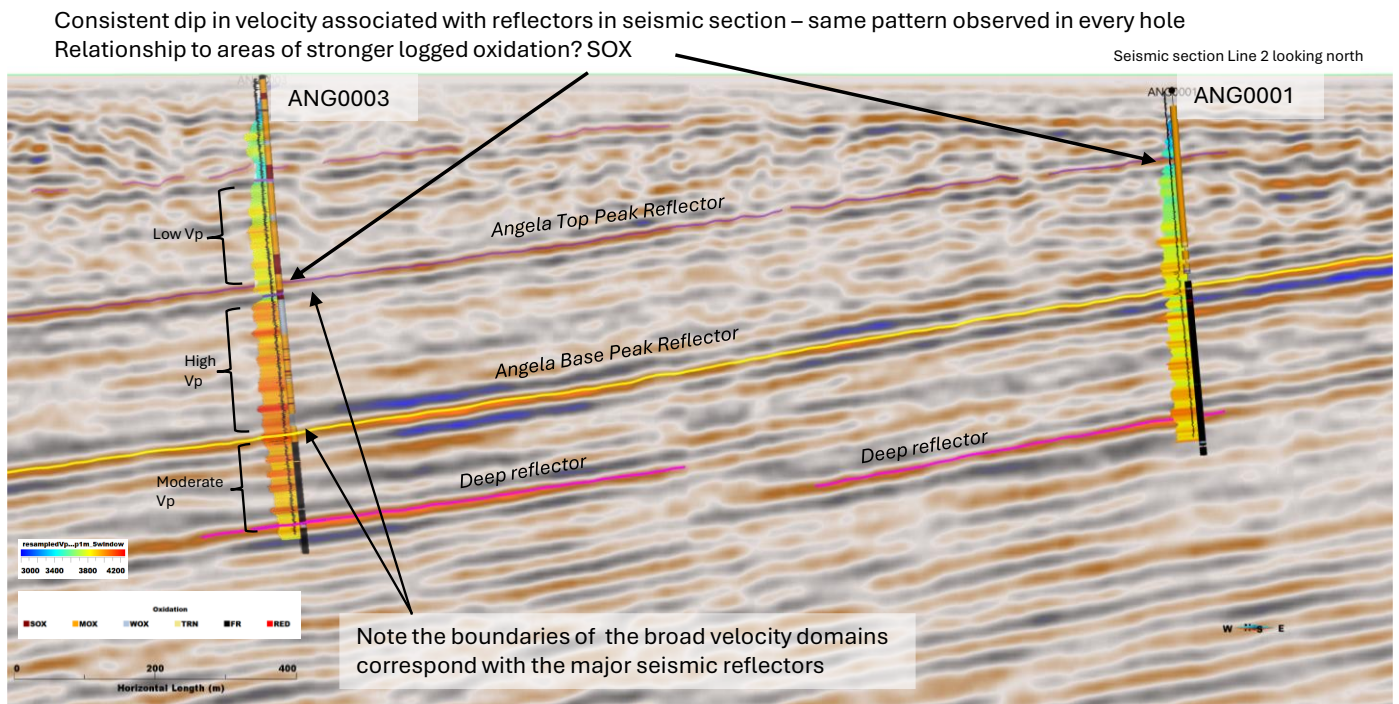 Consistent dip in velocity associated with reflectors in seismic section – same pattern observed in every hole
Relationship to areas of stronger logged oxidation? SOX
Seismic section Line 2 looking north
ANG0003
ANG0001
ANG0001
Angela Top Peak Reflector
Low Vp
Angela Base Peak Reflector
High
Vp
Deep reflector
Deep reflector
Moderate
Vp
resampledVp...p1m_5window
3000 3400 3800 4200
Oxidation
SOX MOX WOX TRN FR RED
Note the boundaries of the broad velocity domains
correspond with the major seismic reflectors
W S E
0 200 400
Horizontal Length (m)